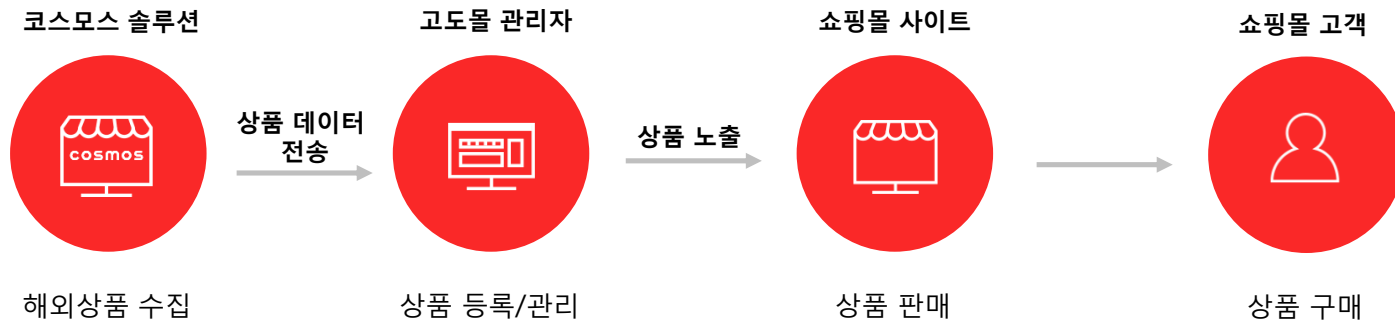 코스모스 솔루션
고도몰 관리자
쇼핑몰 사이트
쇼핑몰 고객
cosmos
상품 데이터
전송
상품 노출
해외상품 수집
상품 등록/관리
상품 판매
상품 구매